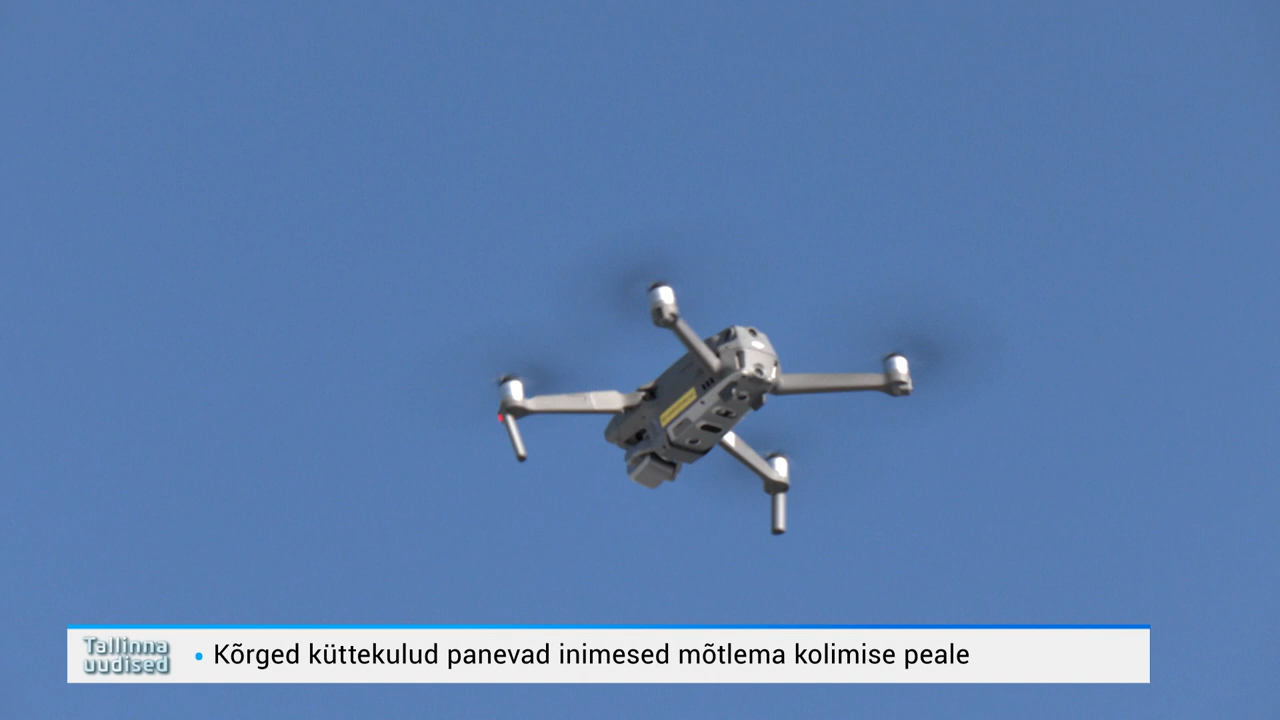 Tallinna
uudised
• Kõrged küttekulud panevad inimesed mõtlema kolimise peale